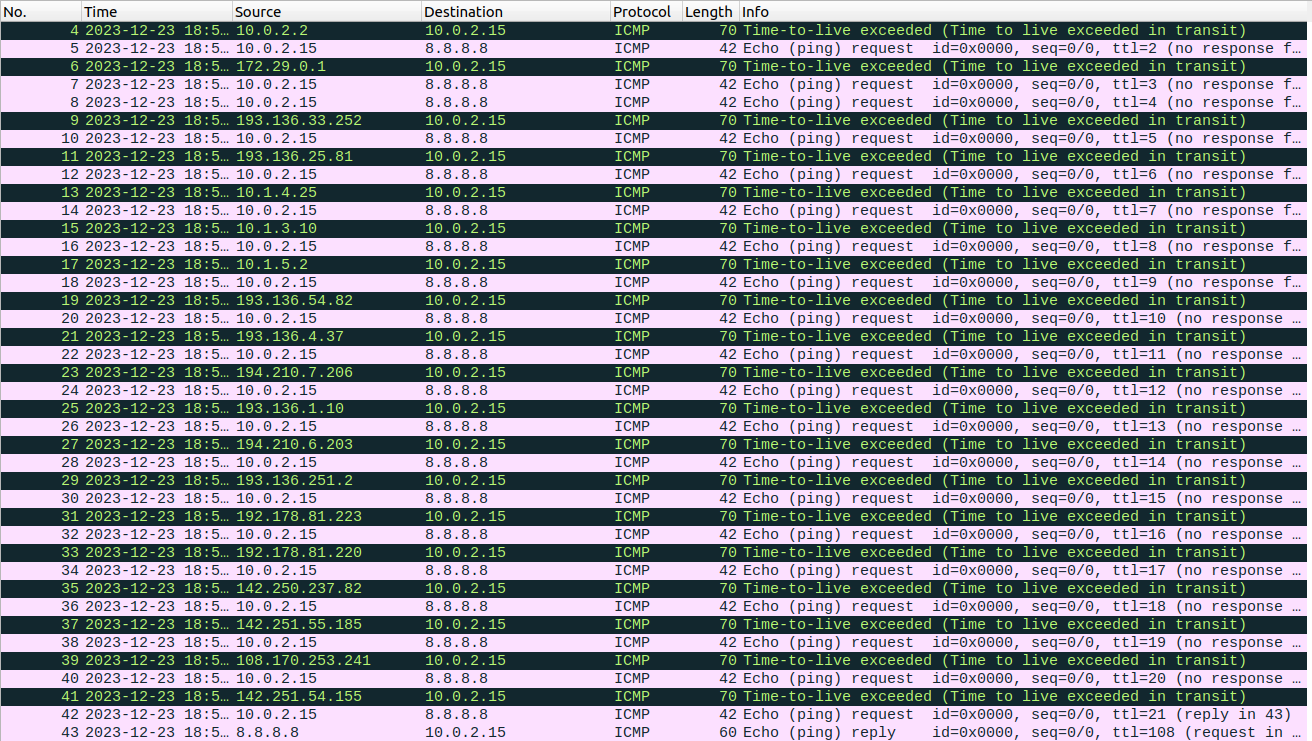 No. Time Source Destination Protocol Length Info
4 2023-12-23 18:5… 10.0.2.2 10.0.2.15 ICMP 70 Time-to-live exceeded (Time to live exceeded in transit)
5 2023-12-23 18:5… 10.0.2.15 8.8.8.8 ICMP 42 Echo (ping) request id=0x0000, seq=0/0, ttl=2 (no response f…
6 2023-12-23 18:5… 172.29.0.1 10.0.2.15 ICMP 70 Time-to-live exceeded (Time to live exceeded in transit)
7 2023-12-23 18:5… 10.0.2.15 8.8.8.8 ICMP 42 Echo (ping) request id=0x0000, seq=0/0, ttl=3 (no response f…
8 2023-12-23 18:5… 10.0.2.15 8.8.8.8 ICMP 42 Echo (ping) request id=0x0000, seq=0/0, ttl=4 (no response f…
9 2023-12-23 18:5… 193.136.33.252 10.0.2.15 ICMP 70 Time-to-live exceeded (Time to live exceeded in transit)
10 2023-12-23 18:5… 10.0.2.15 8.8.8.8 ICMP 42 Echo (ping) request id=0x0000, seq=0/0, ttl=5 (no response f…
11 2023-12-23 18:5… 193.136.25.81 10.0.2.15 ICMP 70 Time-to-live exceeded (Time to live exceeded in transit)
12 2023-12-23 18:5… 10.0.2.15 8.8.8.8 ICMP 42 Echo (ping) request id=0x0000, seq=0/0, ttl=6 (no response f…
13 2023-12-23 18:5… 10.1.4.25 10.0.2.15 ICMP 70 Time-to-live exceeded (Time to live exceeded in transit)
14 2023-12-23 18:5… 10.0.2.15 8.8.8.8 ICMP 42 Echo (ping) request id=0x0000, seq=0/0, ttl=7 (no response f…
15 2023-12-23 18:5… 10.1.3.10 10.0.2.15 ICMP 70 Time-to-live exceeded (Time to live exceeded in transit)
16 2023-12-23 18:5… 10.0.2.15 8.8.8.8 ICMP 42 Echo (ping) request id=0x0000, seq=0/0, ttl=8 (no response f…
17 2023-12-23 18:5… 10.1.5.2 10.0.2.15 ICMP 70 Time-to-live exceeded (Time to live exceeded in transit)
18 2023-12-23 18:5… 10.0.2.15 8.8.8.8 ICMP 42 Echo (ping) request id=0x0000, seq=0/0, ttl=9 (no response f…
19 2023-12-23 18:5… 193.136.54.82 10.0.2.15 ICMP 70 Time-to-live exceeded (Time to live exceeded in transit)
20 2023-12-23 18:5… 10.0.2.15 8.8.8.8 ICMP 42 Echo (ping) request id=0x0000, seq=0/0, ttl=10 (no response …
21 2023-12-23 18:5… 193.136.4.37 10.0.2.15 ICMP 70 Time-to-live exceeded (Time to live exceeded in transit)
22 2023-12-23 18:5… 10.0.2.15 8.8.8.8 ICMP 42 Echo (ping) request id=0x0000, seq=0/0, ttl=11 (no response …
23 2023-12-23 18:5… 194.210.7.206 10.0.2.15 ICMP 70 Time-to-live exceeded (Time to live exceeded in transit)
24 2023-12-23 18:5… 10.0.2.15 8.8.8.8 ICMP 42 Echo (ping) request id=0x0000, seq=0/0, ttl=12 (no response …
25 2023-12-23 18:5… 193.136.1.10 10.0.2.15 ICMP 70 Time-to-live exceeded (Time to live exceeded in transit)
26 2023-12-23 18:5… 10.0.2.15 8.8.8.8 ICMP 42 Echo (ping) request id=0x0000, seq=0/0, ttl=13 (no response …
27 2023-12-23 18:5… 194.210.6.203 10.0.2.15 ICMP 70 Time-to-live exceeded (Time to live exceeded in transit)
28 2023-12-23 18:5… 10.0.2.15 8.8.8.8 ICMP 42 Echo (ping) request id=0x0000, seq=0/0, ttl=14 (no response …
29 2023-12-23 18:5… 193.136.251.2 10.0.2.15 ICMP 70 Time-to-live exceeded (Time to live exceeded in transit)
30 2023-12-23 18:5… 10.0.2.15 8.8.8.8 ICMP 42 Echo (ping) request id=0x0000, seq=0/0, ttl=15 (no response …
31 2023-12-23 18:5… 192.178.81.223 10.0.2.15 ICMP 70 Time-to-live exceeded (Time to live exceeded in transit)
32 2023-12-23 18:5… 10.0.2.15 8.8.8.8 ICMP 42 Echo (ping) request id=0x0000, seq=0/0, ttl=16 (no response …
33 2023-12-23 18:5… 192.178.81.220 10.0.2.15 ICMP 70 Time-to-live exceeded (Time to live exceeded in transit)
34 2023-12-23 18:5… 10.0.2.15 8.8.8.8 ICMP 42 Echo (ping) request id=0x0000, seq=0/0, ttl=17 (no response …
35 2023-12-23 18:5… 142.250.237.82 10.0.2.15 ICMP 70 Time-to-live exceeded (Time to live exceeded in transit)
36 2023-12-23 18:5… 10.0.2.15 8.8.8.8 ICMP 42 Echo (ping) request id=0x0000, seq=0/0, ttl=18 (no response …
37 2023-12-23 18:5… 142.251.55.185 10.0.2.15 ICMP 70 Time-to-live exceeded (Time to live exceeded in transit)
38 2023-12-23 18:5… 10.0.2.15 8.8.8.8 ICMP 42 Echo (ping) request id=0x0000, seq=0/0, ttl=19 (no response …
39 2023-12-23 18:5… 108.170.253.241 10.0.2.15 ICMP 70 Time-to-live exceeded (Time to live exceeded in transit)
40 2023-12-23 18:5… 10.0.2.15 8.8.8.8 ICMP 42 Echo (ping) request id=0x0000, seq=0/0, ttl=20 (no response …
41 2023-12-23 18:5… 142.251.54.155 10.0.2.15 ICMP 70 Time-to-live exceeded (Time to live exceeded in transit)
42 2023-12-23 18:5… 10.0.2.15 8.8.8.8 ICMP 42 Echo (ping) request id=0x0000, seq=0/0, ttl=21 (reply in 43)
43 2023-12-23 18:5… 8.8.8.8 10.0.2.15 ICMP 60 Echo (ping) reply id=0x0000, seq=0/0, ttl=108 (request in …